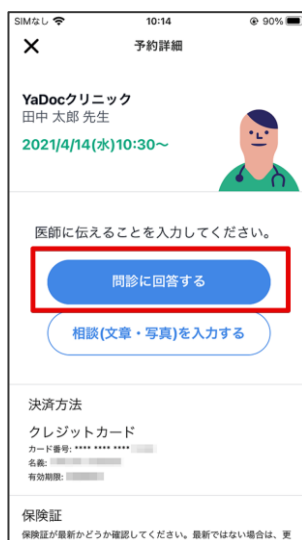 SIMなし 10:14 90%
予約詳細
YaDocクリニック
田中 太郎 先生
2021/4/14(水)10:30〜
医師に伝えることを入力してください。
問診に回答する
相談(文章・写真)を入力する
決済方法
クレジットカード
カード番号: **** **** ****
名義:
有効期限:
保険証
保険証が最新かどうか確認してください。最新ではない場合は、更